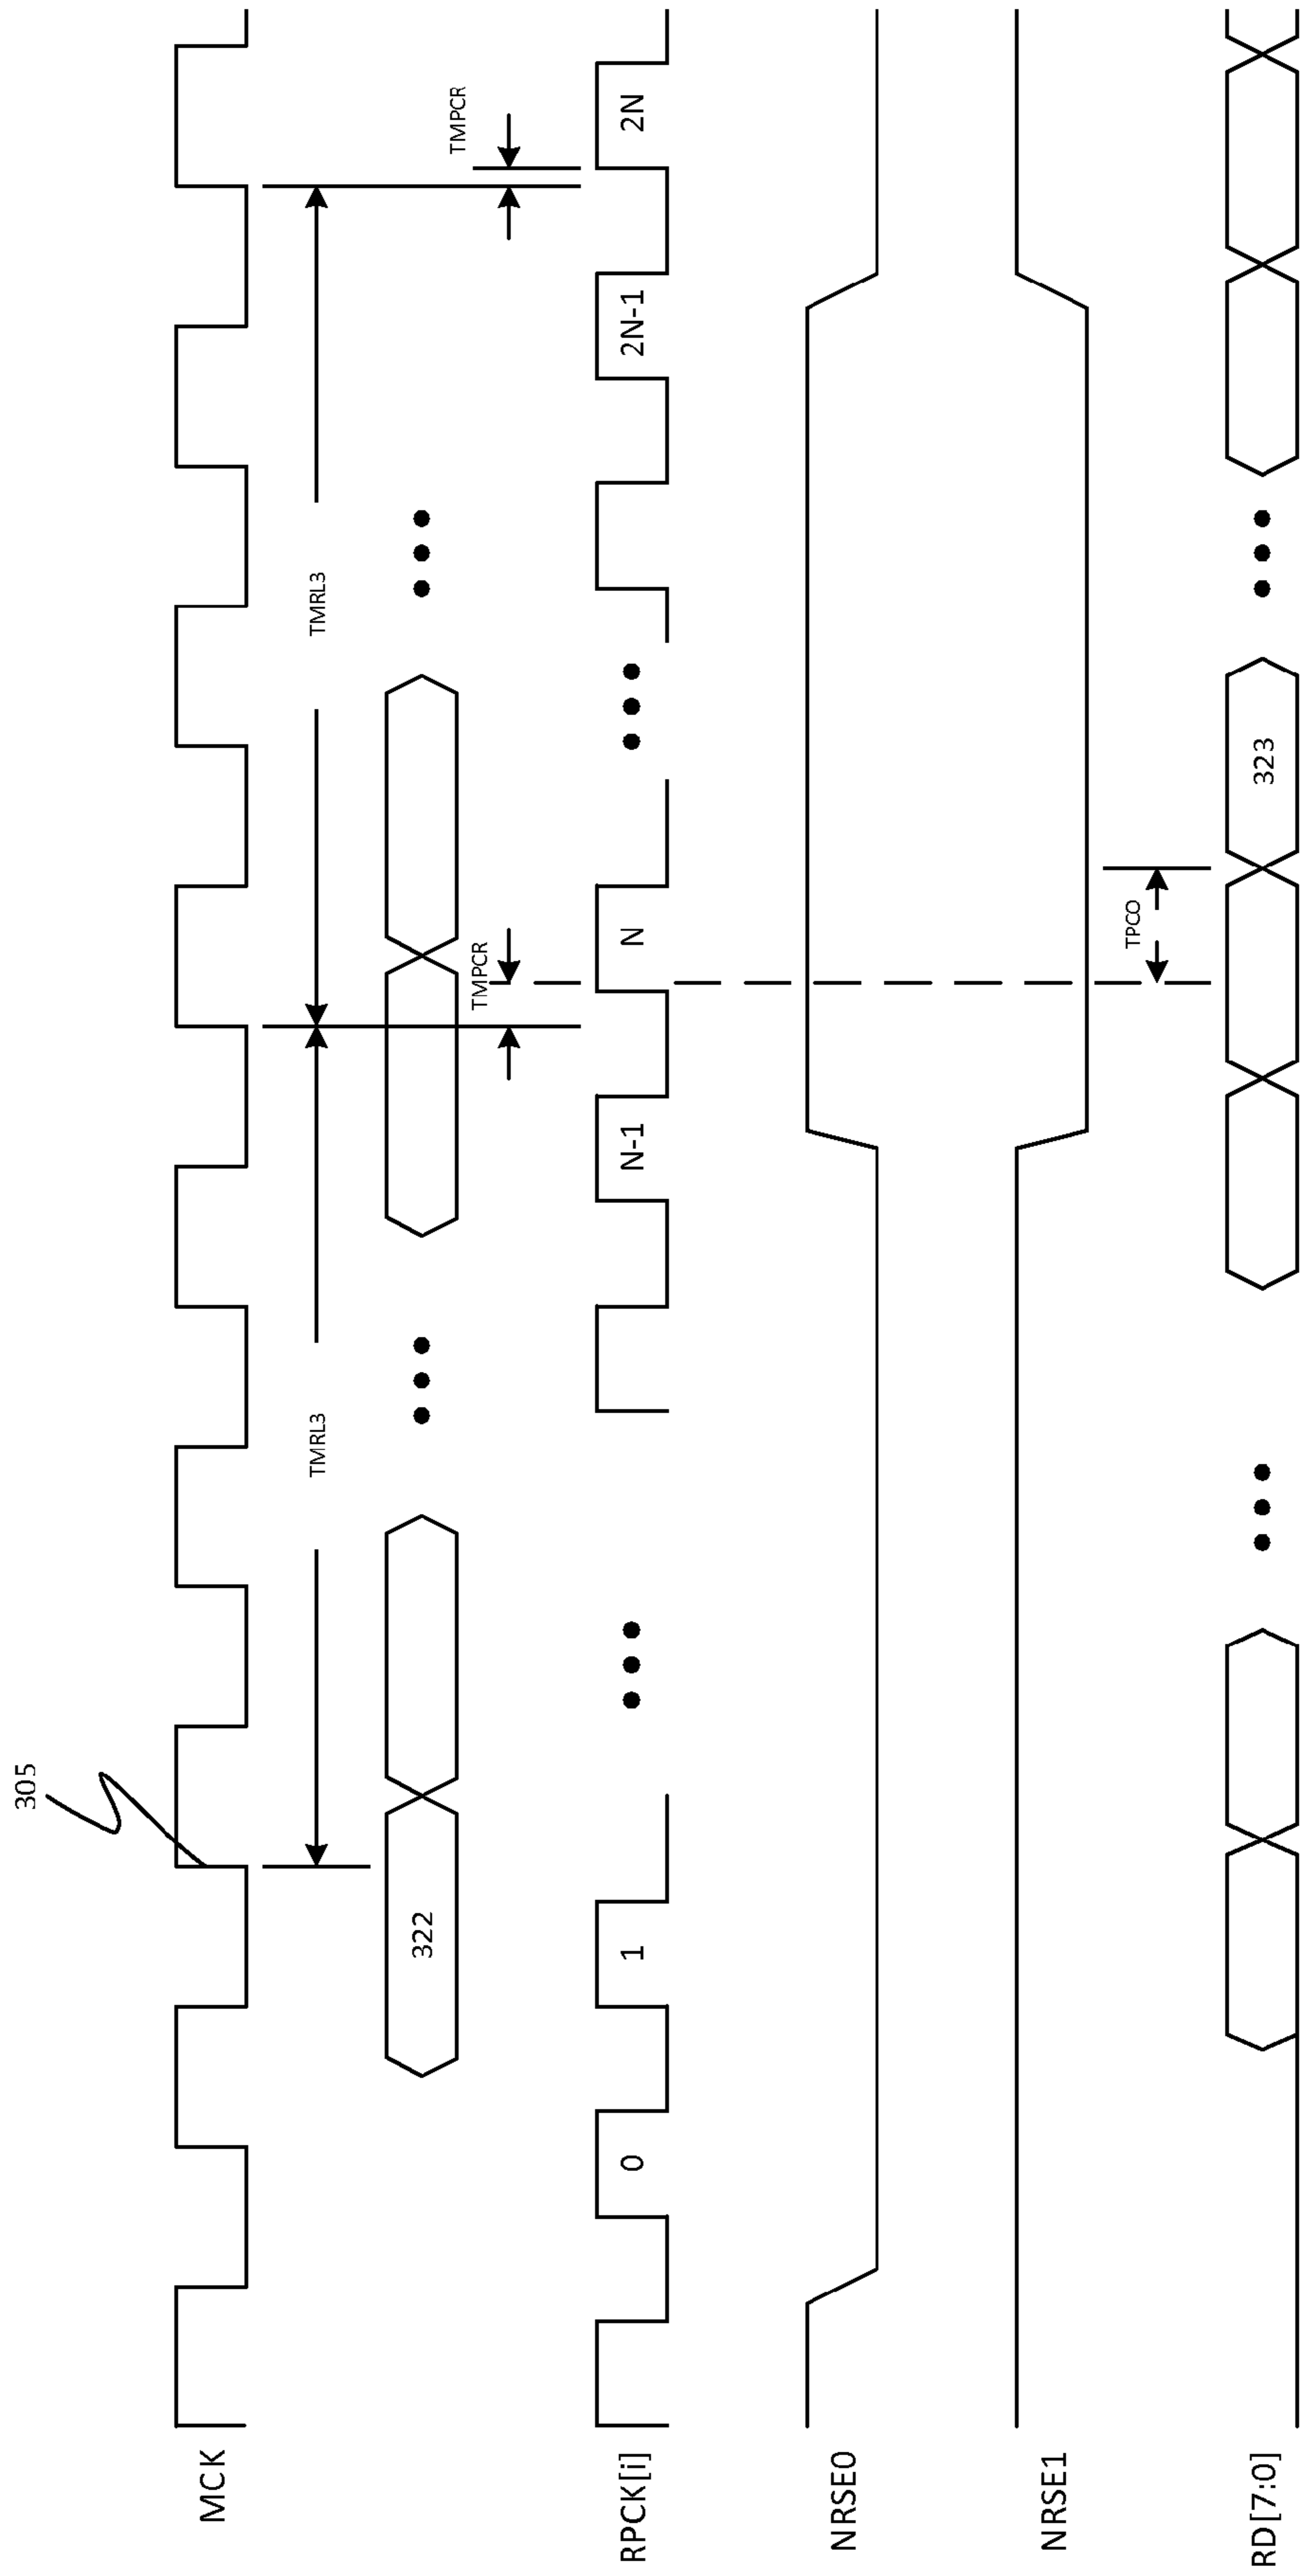 305
MCK
TMRL3
TMRL3
322
TMPCR
TMPCR
RPCK[i]
0
1
N-1
N
2N-1
2N
NRSE0
NRSE1
TPCO
RD[7:0]
323